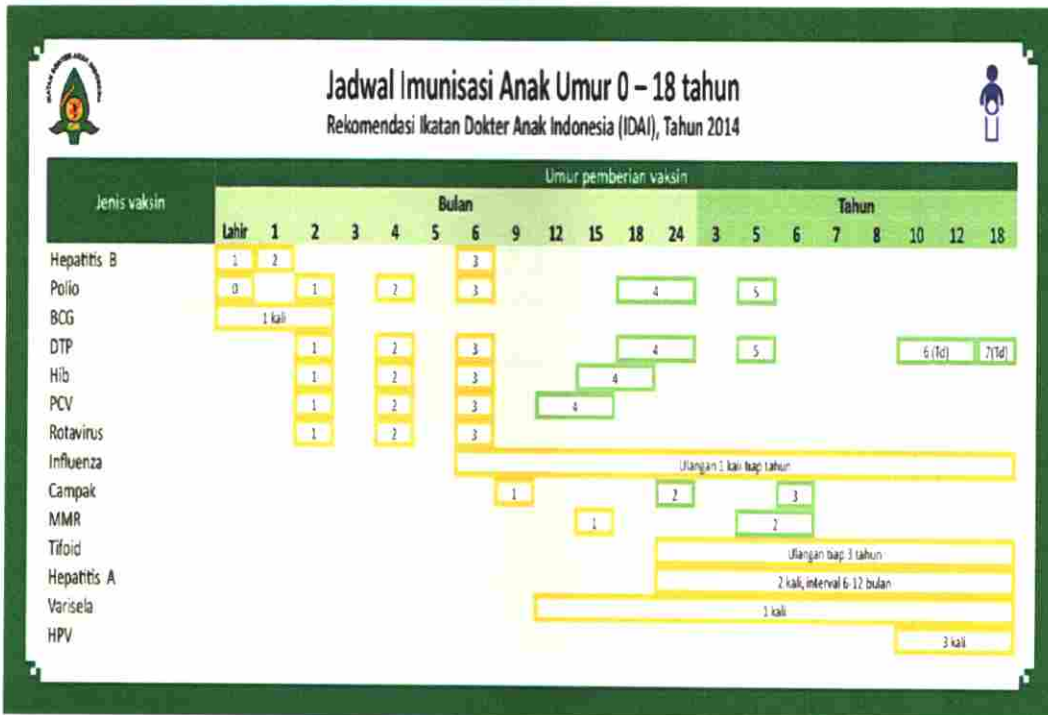 IKATAN DOKTER ANAK INDONESIA
Jadwal Imunisasi Anak Umur 0 – 18 tahun
Rekomendasi Ikatan Dokter Anak Indonesia (IDAI), Tahun 2014
Jenis vaksin
Umur pemberian vaksin
Bulan Tahun
Lahir 1 2 3 4 5 6 9 12 15 18 24 3 5 6 7 8 10 12 18
Hepatitis B 1 2 3
Polio 0 1 2 3 4 5
BCG 1 kali
DTP 1 2 3 4 5 6 (Td) 7(Td)
Hib 1 2 3 4
PCV 1 2 3 4
Rotavirus 1 2 3
Influenza Ulangan 1 kali tiap tahun
Campak 1 2 3
MMR 1 2
Tifoid Ulangan tiap 3 tahun
Hepatitis A 2 kali, interval 6-12 bulan
Varisela 1 kali
HPV 3 kali